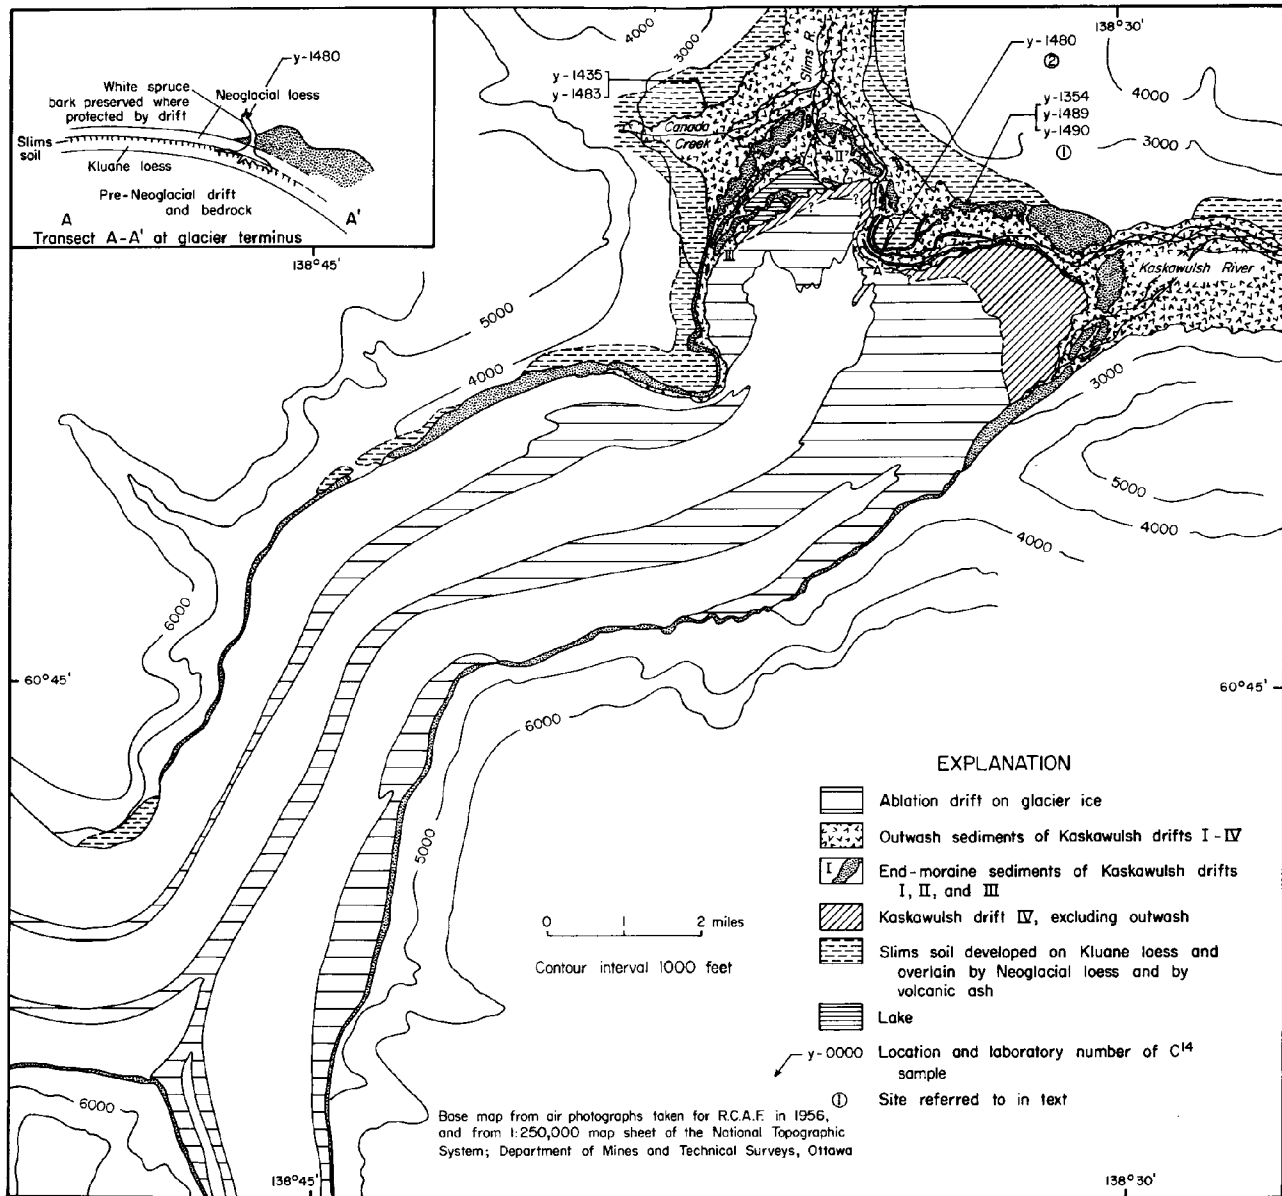 y-1480
White spruce
bark preserved where
protected by drift
Neoglacial loess
Slims
soil
Kluane loess
Pre-Neoglacial drift
and bedrock
A
A'
Transect A-A' at glacier terminus
138°45'
4000
3000
Slims R.
y-1435
y-1483
Canada
Creek
138°30'
y-1480
②
y-1354
y-1489
y-1490
①
4000
3000
II
III
A
A'
Kaskawulsh River
5000
4000
3000
5000
4000
4000
6000
60°45'
60°45'
6000
5000
6000
EXPLANATION
Ablation drift on glacier ice
Outwash sediments of Kaskawulsh drifts I-IV
I
End-moraine sediments of Kaskawulsh drifts
I, II, and III
Kaskawulsh drift IV, excluding outwash
Slims soil developed on Kluane loess and
overlain by Neoglacial loess and by
volcanic ash
Lake
y-0000 Location and laboratory number of C¹⁴
sample
① Site referred to in text
0 1 2 miles
Contour interval 1000 feet
Base map from air photographs taken for R.C.A.F. in 1956,
and from 1:250,000 map sheet of the National Topographic
System; Department of Mines and Technical Surveys, Ottawa
138°45'
138°30'